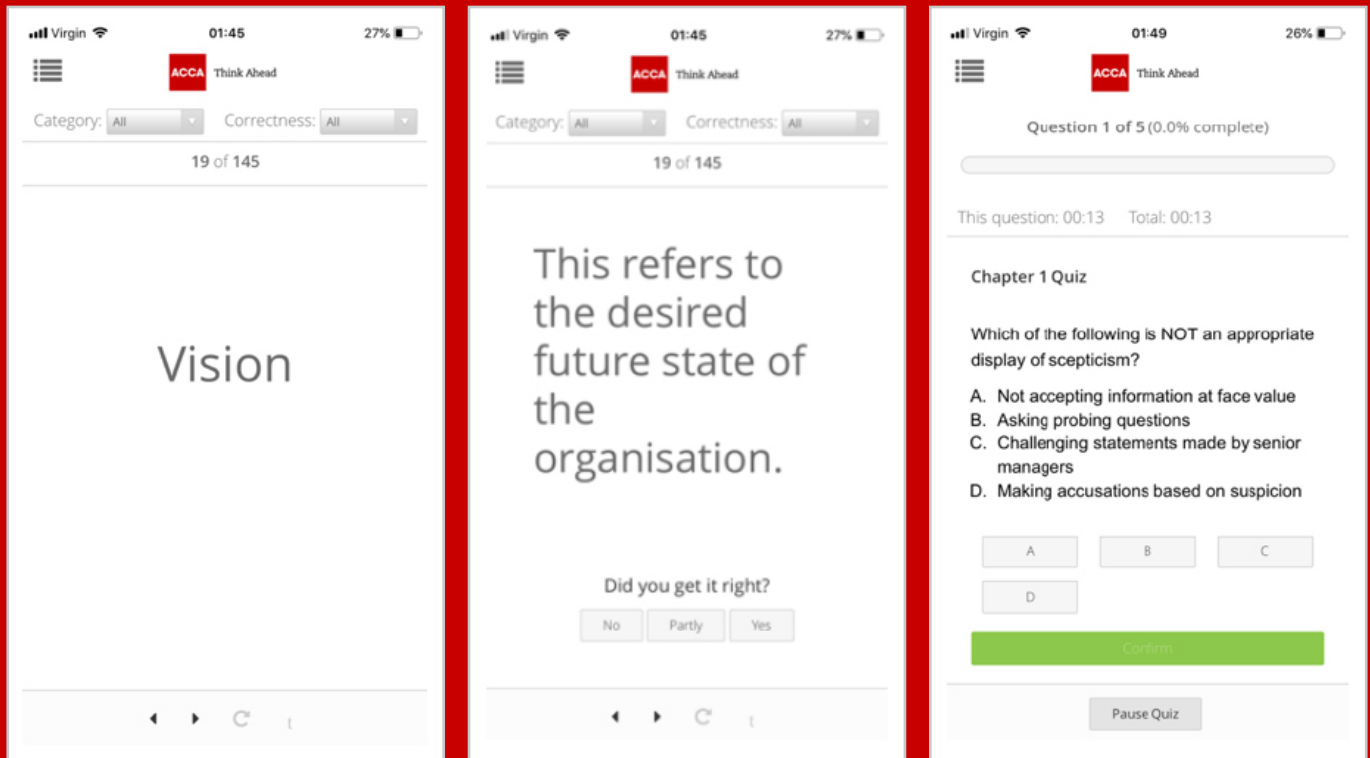 Virgin 01:45 27%
ACCA Think Ahead
Category: All Correctness: All
19 of 145
Vision
t
Virgin 01:45 27%
ACCA Think Ahead
Category: All Correctness: All
19 of 145
This refers to
the desired
future state of
the
organisation.
Did you get it right?
No Partly Yes
t
Virgin 01:49 26%
ACCA Think Ahead
Question 1 of 5 (0.0% complete)
This question: 00:13 Total: 00:13
Chapter 1 Quiz
Which of the following is NOT an appropriate
display of scepticism?
A. Not accepting information at face value
B. Asking probing questions
C. Challenging statements made by senior
managers
D. Making accusations based on suspicion
A B C
D
Confirm
Pause Quiz